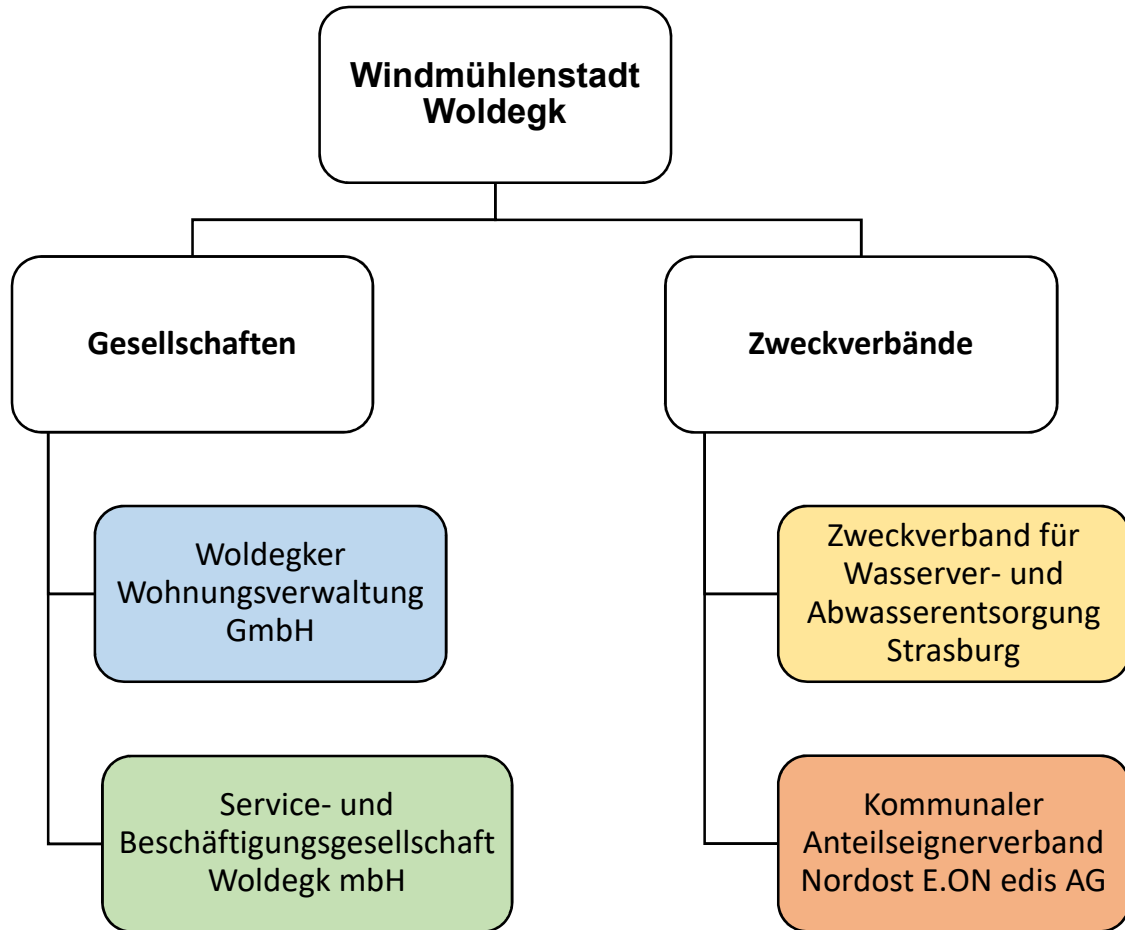 Windmühlenstadt
Woldegk
Gesellschaften
Zweckverbände
Woldegker
Wohnungsverwaltung
GmbH
Zweckverband für
Wasserver- und
Abwasserentsorgung
Strasburg
Service- und
Beschäftigungsgesellschaft
Woldegk mbH
Kommunaler
Anteilseignerverband
Nordost E.ON edis AG